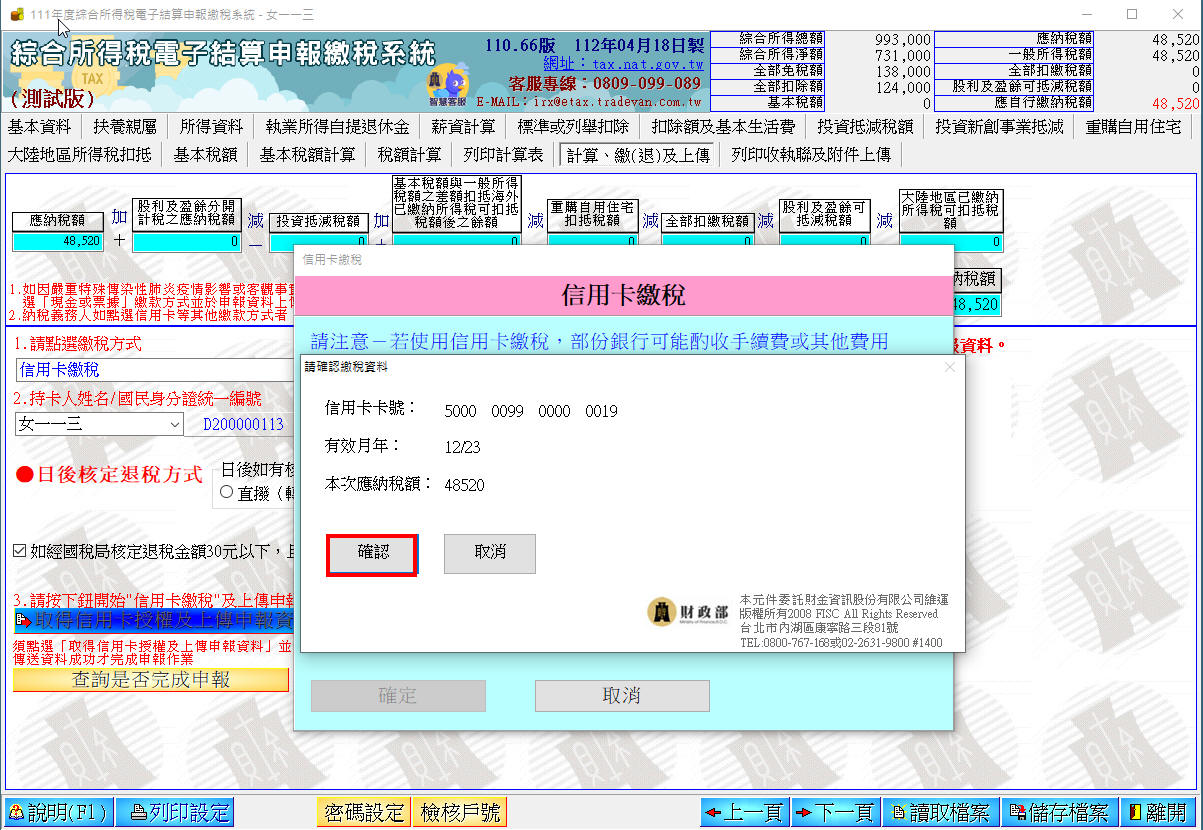 111年度綜合所得稅電子結算申報繳稅系統 - 女一一三
綜合所得稅電子結算申報繳稅系統
TAX
(測試版)
智慧客服
110.66版 112年04月18日製
網址：tax.nat.gov.tw
客服專線：0809-099-089
E-MAIL：irx@etax.tradevan.com.tw
綜合所得總額 993,000 應納稅額 48,520
綜合所得淨額 731,000 一般所得稅額 48,520
全部免稅額 138,000 全部扣繳稅額 0
全部扣除額 124,000 股利及盈餘可抵減稅額 0
基本稅額 0 應自行繳納稅額 48,520
基本資料 扶養親屬 所得資料 執業所得自提退休金 薪資計算 標準或列舉扣除 扣除額及基本生活費 投資抵減稅額 投資新創事業抵減 重購自用住宅
大陸地區所得稅扣抵 基本稅額 基本稅額計算 稅額計算 列印計算表 計算、繳(退)及上傳 列印收執聯及附件上傳
應納稅額
48,520
加
＋
股利及盈餘分開
計稅之應納稅額
0
減
－
投資抵減稅額
0
加
＋
基本稅額與一般所得
稅額之差額扣抵海外
已繳納所得稅可扣抵
稅額後之餘額
0
減
重購自用住宅
扣抵稅額
0
減
全部扣繳稅額
0
減
股利及盈餘可
抵減稅額
0
減
大陸地區已繳納
所得稅可扣抵稅
額
0
納稅額
48,520
1.如因嚴重特殊傳染性肺炎疫情影響或客觀事
選「現金或票據」繳款方式並於申報資料上
2.納稅義務人如點選信用卡等其他繳款方式者
資料。
1.請點選繳稅方式
信用卡繳稅
2.持卡人姓名/國民身分證統一編號
女一一三 D200000113
●日後核定退稅方式
日後如有核
直撥（轉
如經國稅局核定退稅金額30元以下，且
3.請按下鈕開始"信用卡繳稅"及上傳申報
取得信用卡授權及上傳申報資
須點選「取得信用卡授權及上傳申報資料」並
傳送資料成功才完成申報作業
查詢是否完成申報
信用卡繳稅
信用卡繳稅
請注意－若使用信用卡繳稅，部份銀行可能酌收手續費或其他費用
請確認繳稅資料
信用卡卡號： 5000 0099 0000 0019
有效月年： 12/23
本次應納稅額： 48520
確認 取消
財政部
Ministry of Finance,R.O.C.
本元件委託財金資訊股份有限公司維運
版權所有2008 FISC All Rights Reserved
台北市內湖區康寧路三段81號
TEL:0800-767-168或02-2631-9800 #1400
確定 取消
說明(F1) 列印設定 密碼設定 檢核戶號 上一頁 下一頁 讀取檔案 儲存檔案 離開